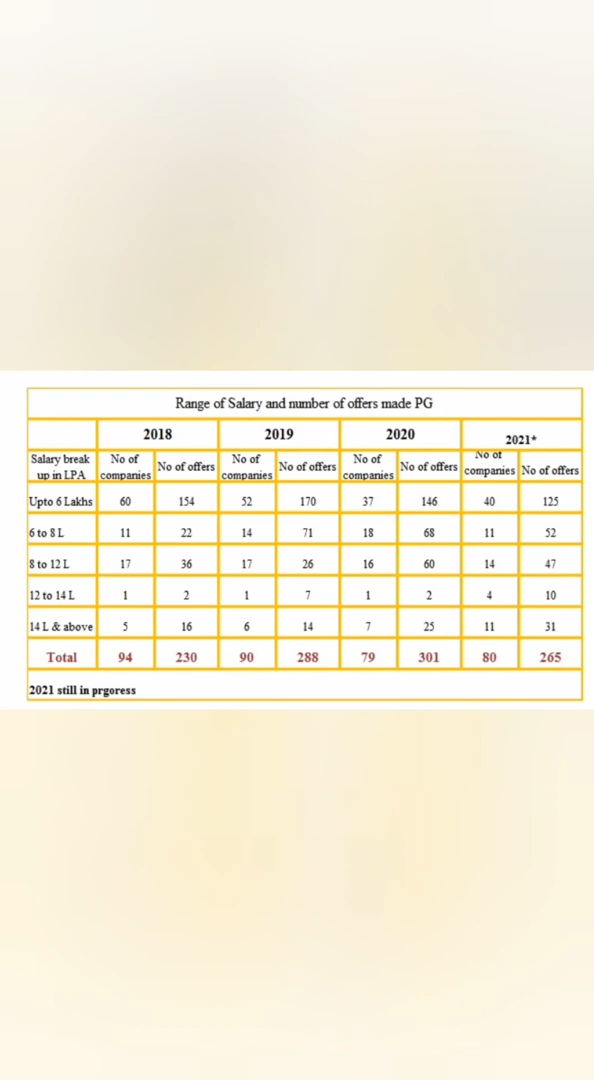 Range of Salary and number of offers made PG
2018 2019 2020 2021*
Salary break up in LPA No of companies No of offers No of companies No of offers No of companies No of offers No of companies No of offers
Upto 6 Lakhs 60 154 52 170 37 146 40 125
6 to 8 L 11 22 14 71 18 68 11 52
8 to 12 L 17 36 17 26 16 60 14 47
12 to 14 L 1 2 1 7 1 2 4 10
14 L & above 5 16 6 14 7 25 11 31
Total 94 230 90 288 79 301 80 265
2021 still in prgoress